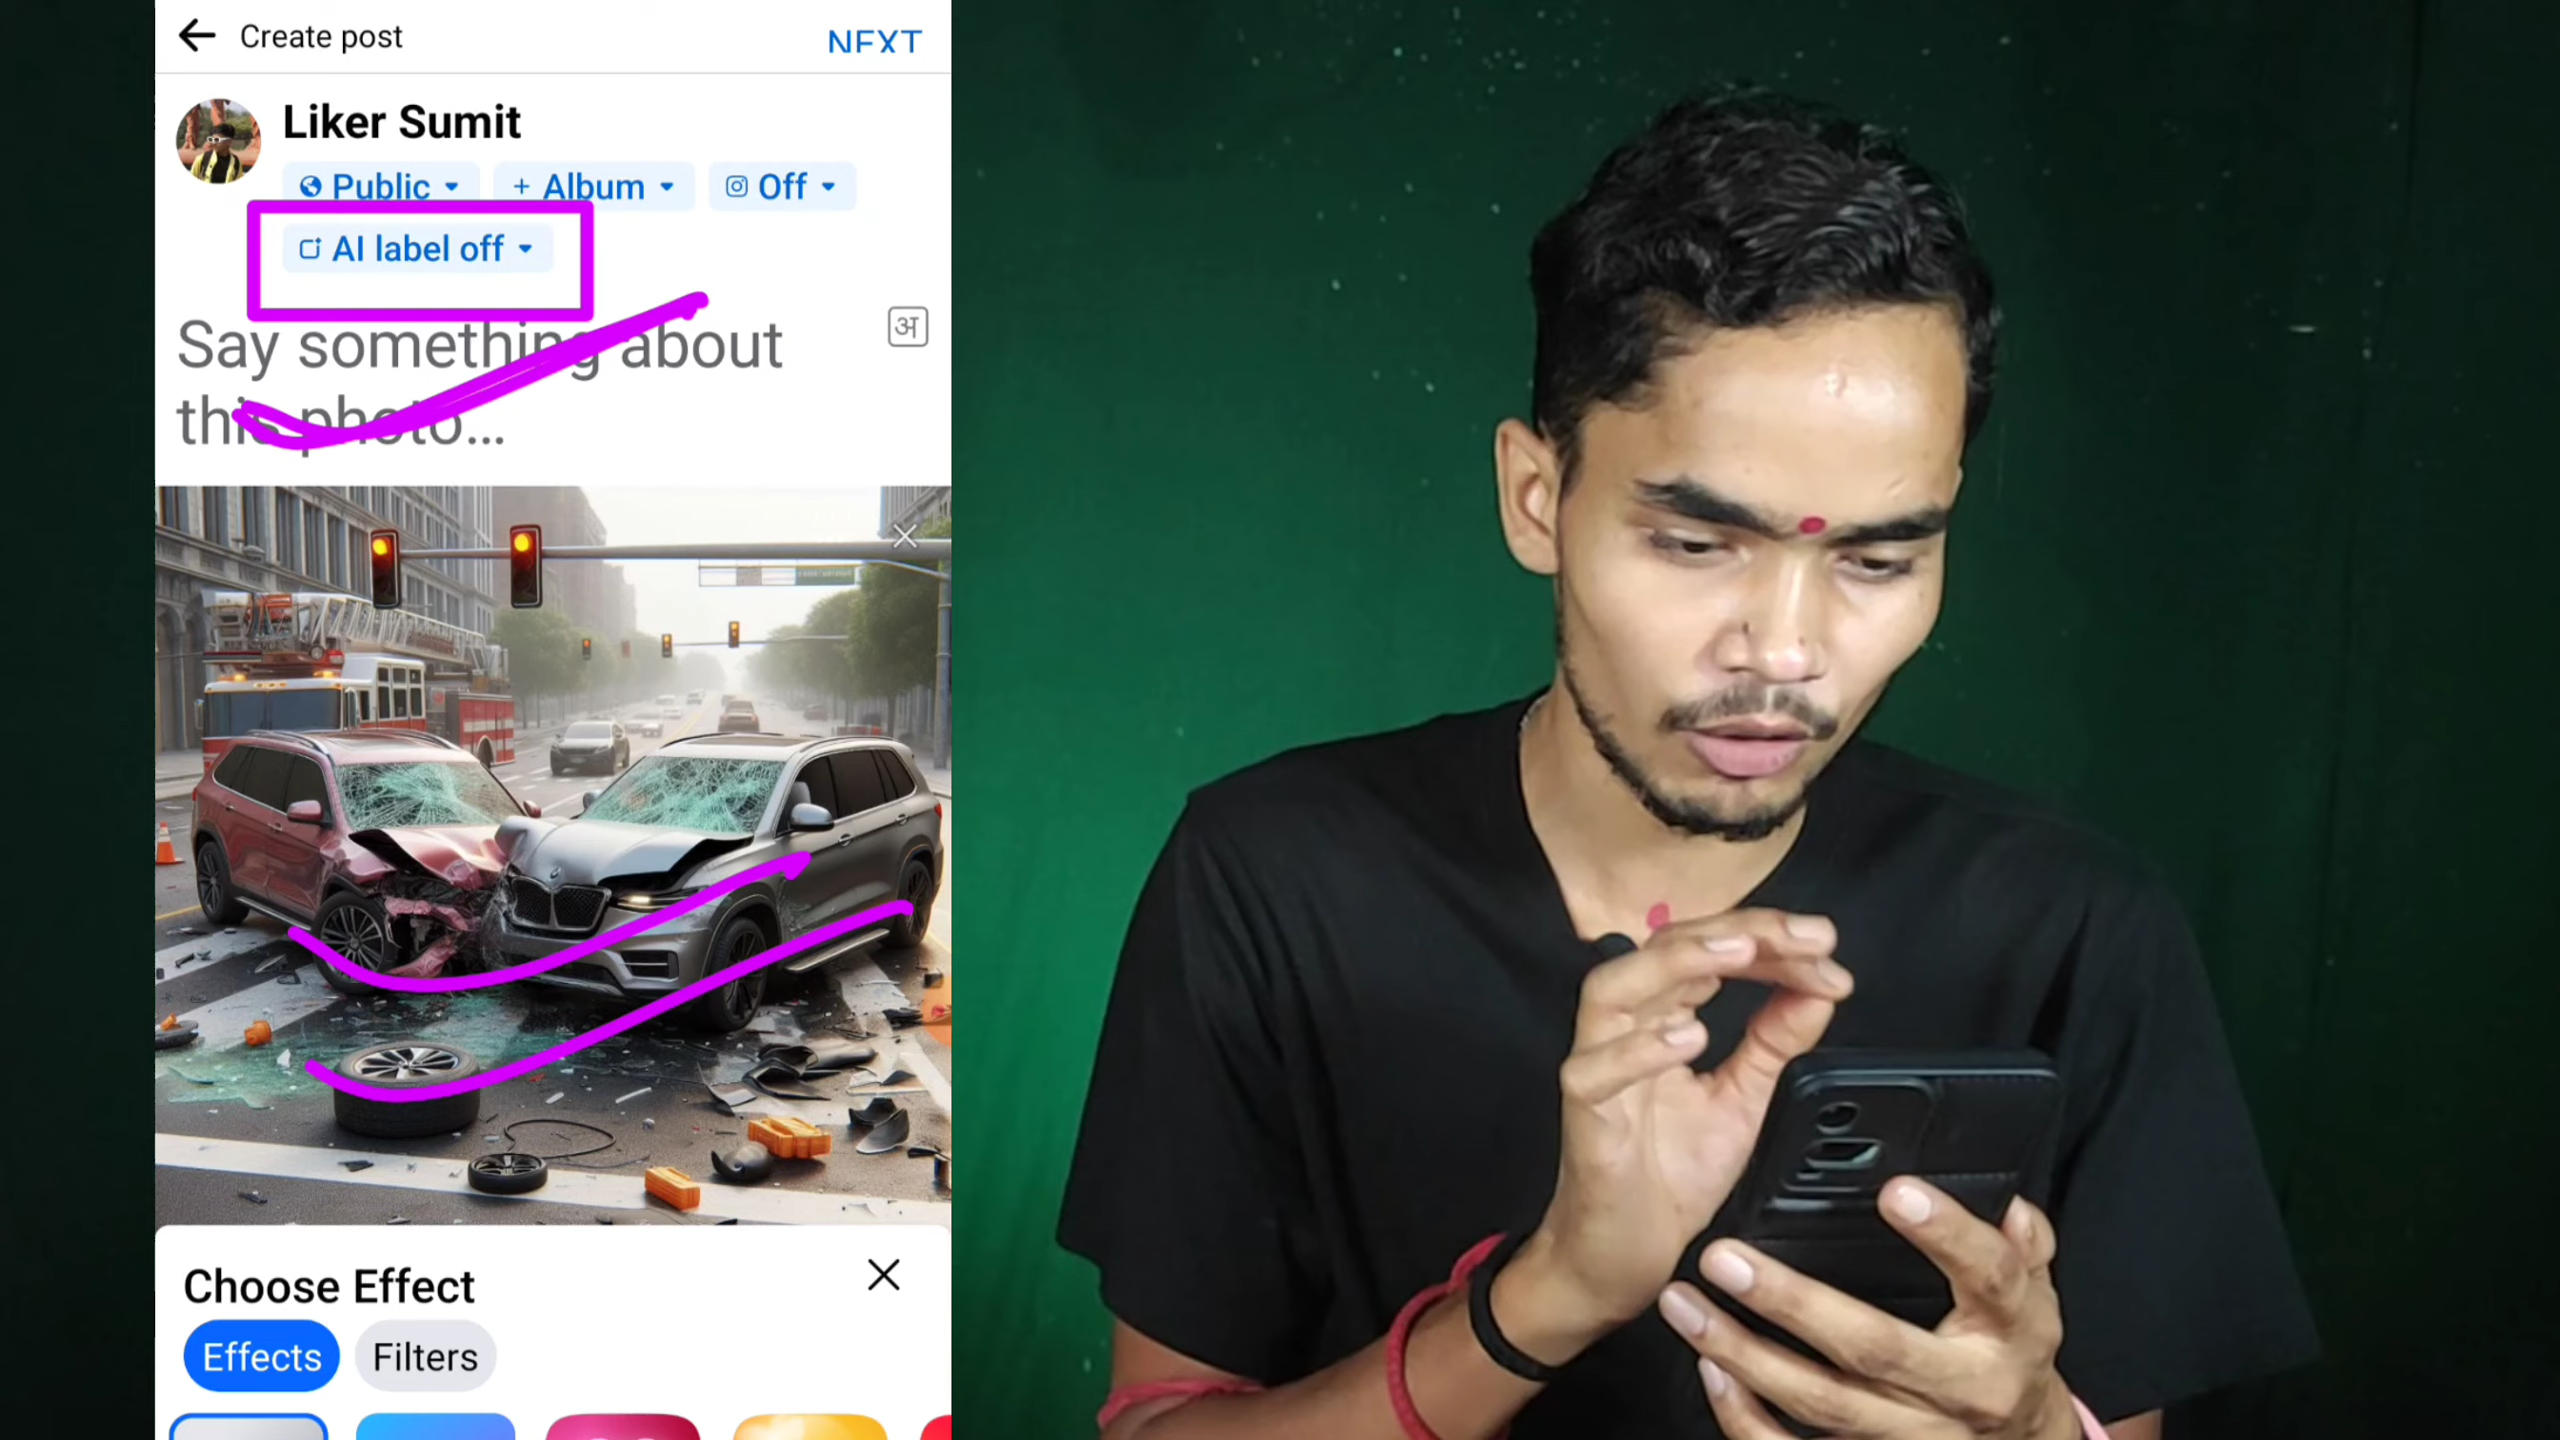 Create post
NEXT
Liker Sumit
Public
+ Album
Off
AI label off
Say something about
this photo...
अ
Choose Effect
Effects
Filters